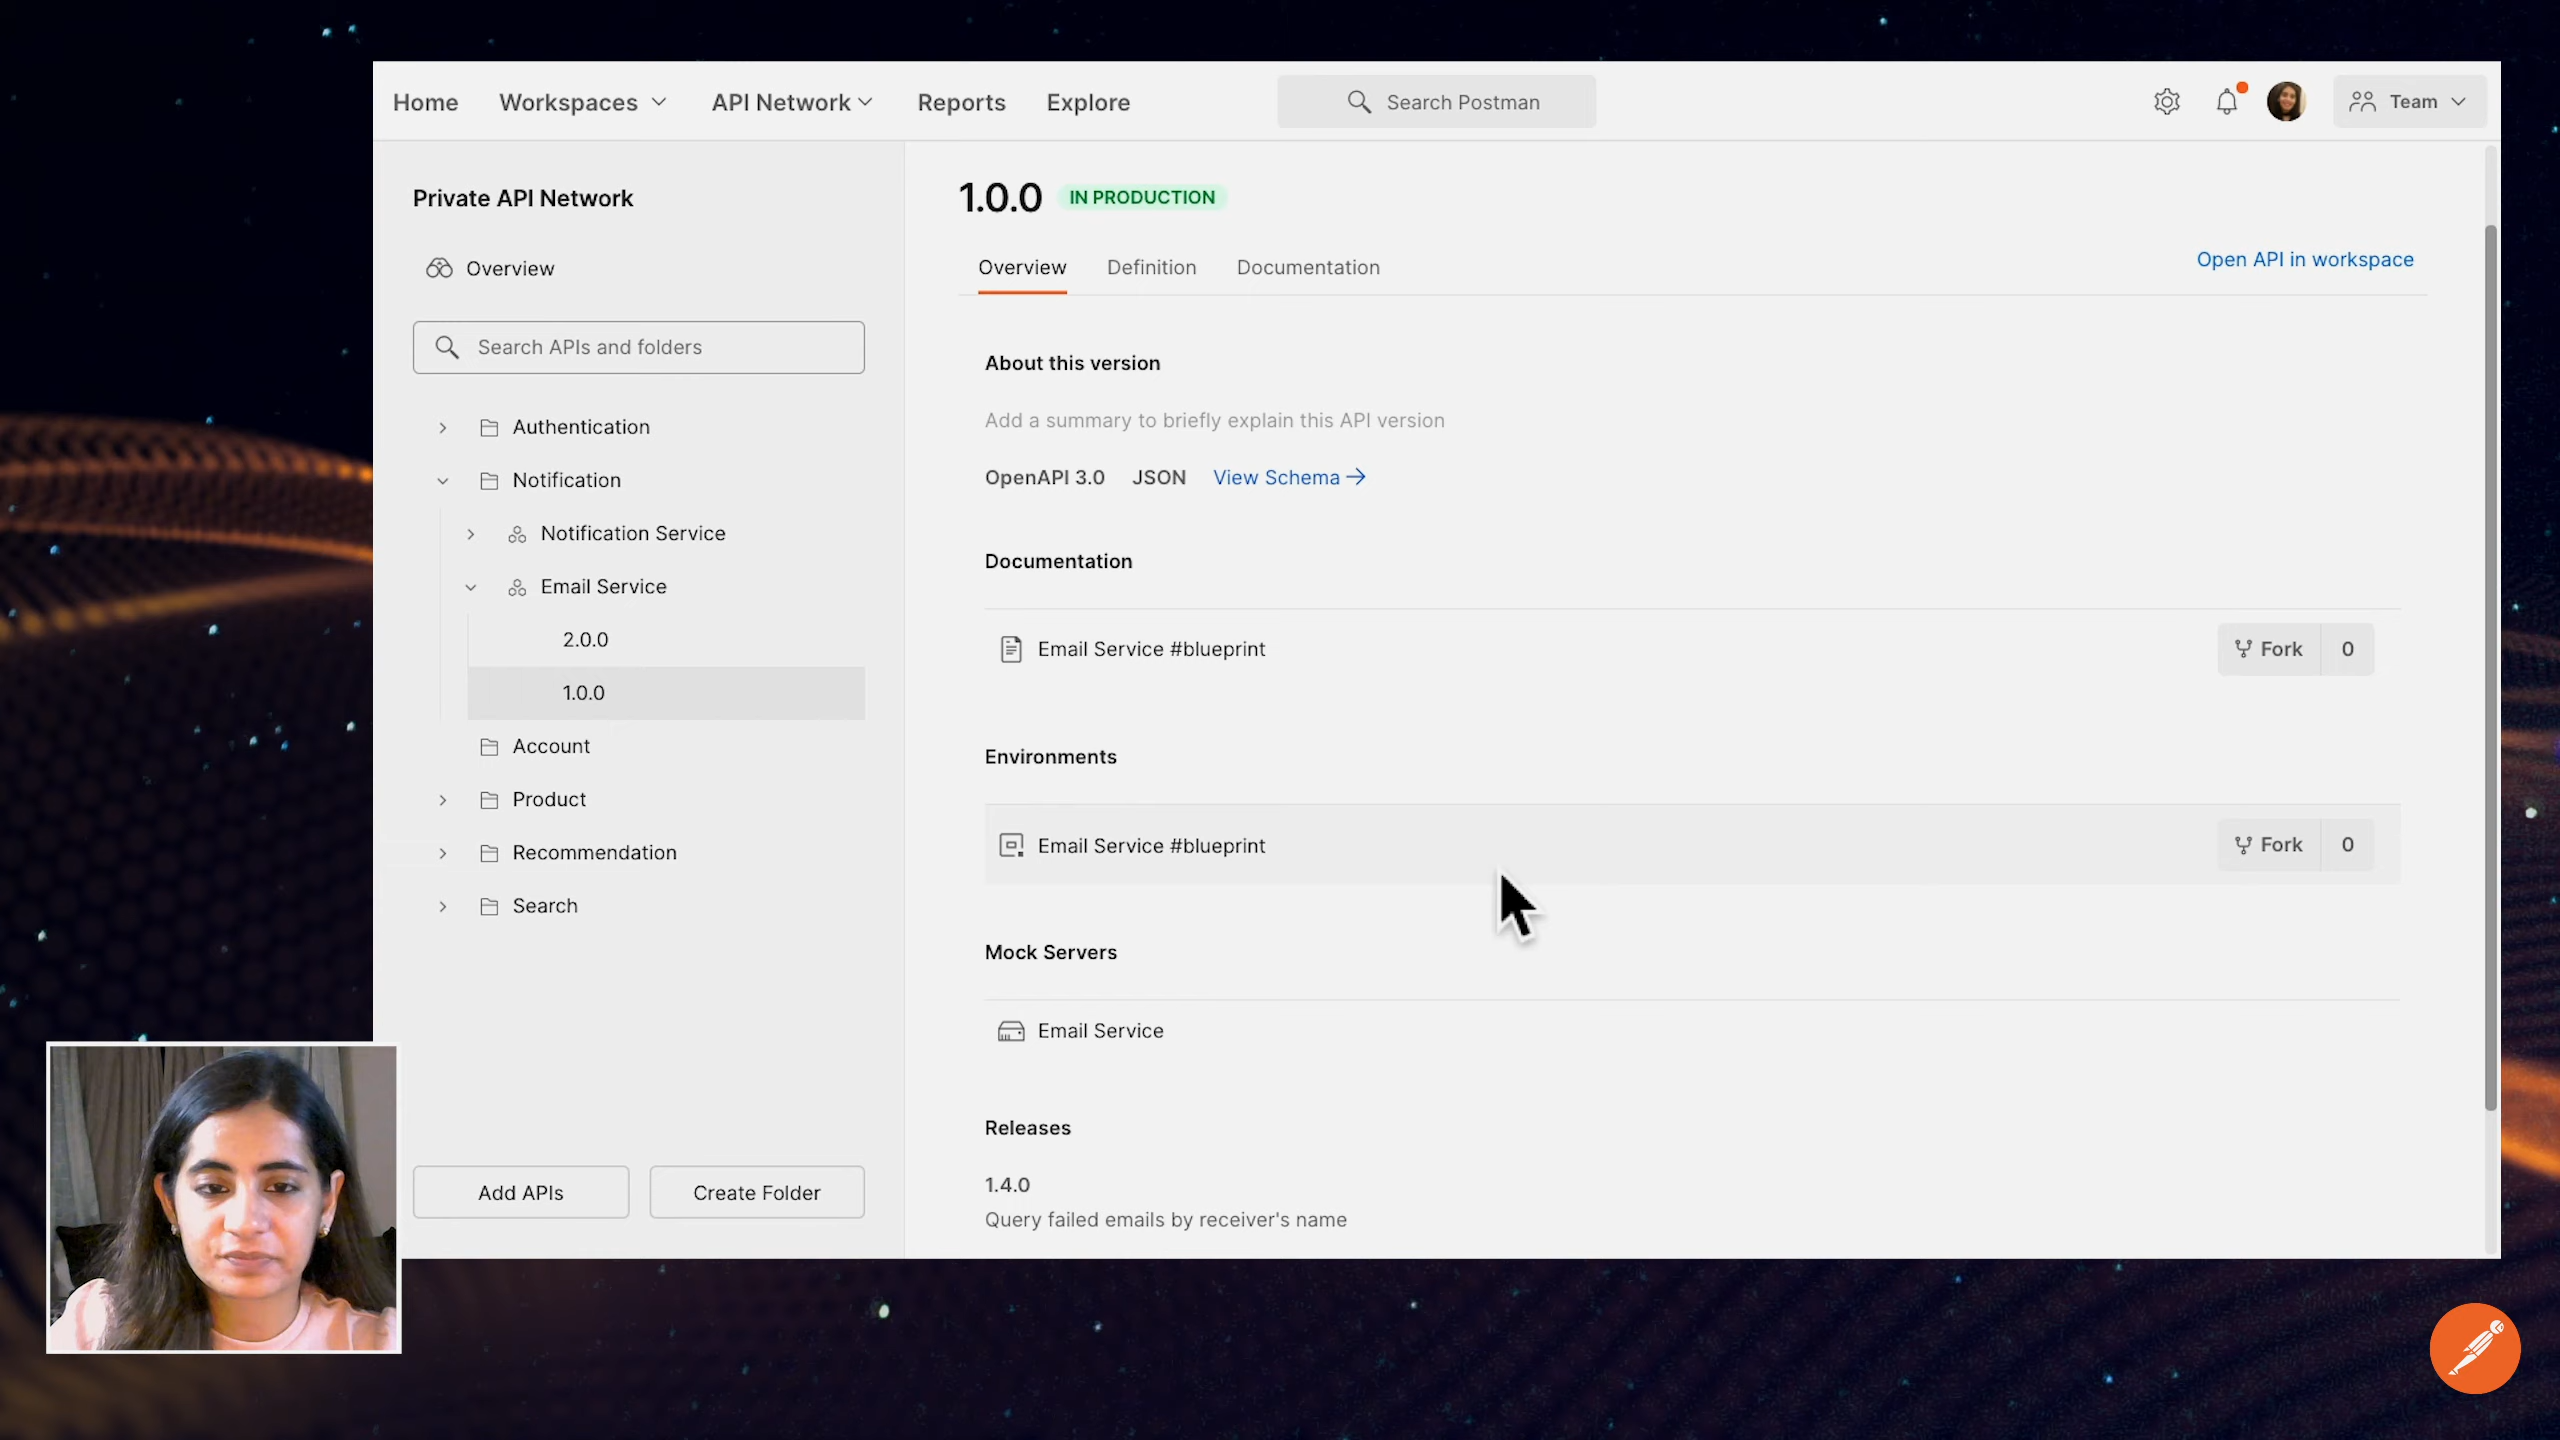 Home Workspaces API Network Reports Explore Search Postman Team
Private API Network
Overview
Search APIs and folders
Authentication
Notification
Notification Service
Email Service
2.0.0
1.0.0
Account
Product
Recommendation
Search
Add APIs Create Folder
1.0.0 IN PRODUCTION
Overview Definition Documentation Open API in workspace
About this version
Add a summary to briefly explain this API version
OpenAPI 3.0 JSON View Schema →
Documentation
Email Service #blueprint Fork 0
Environments
Email Service #blueprint Fork 0
Mock Servers
Email Service
Releases
1.4.0
Query failed emails by receiver's name